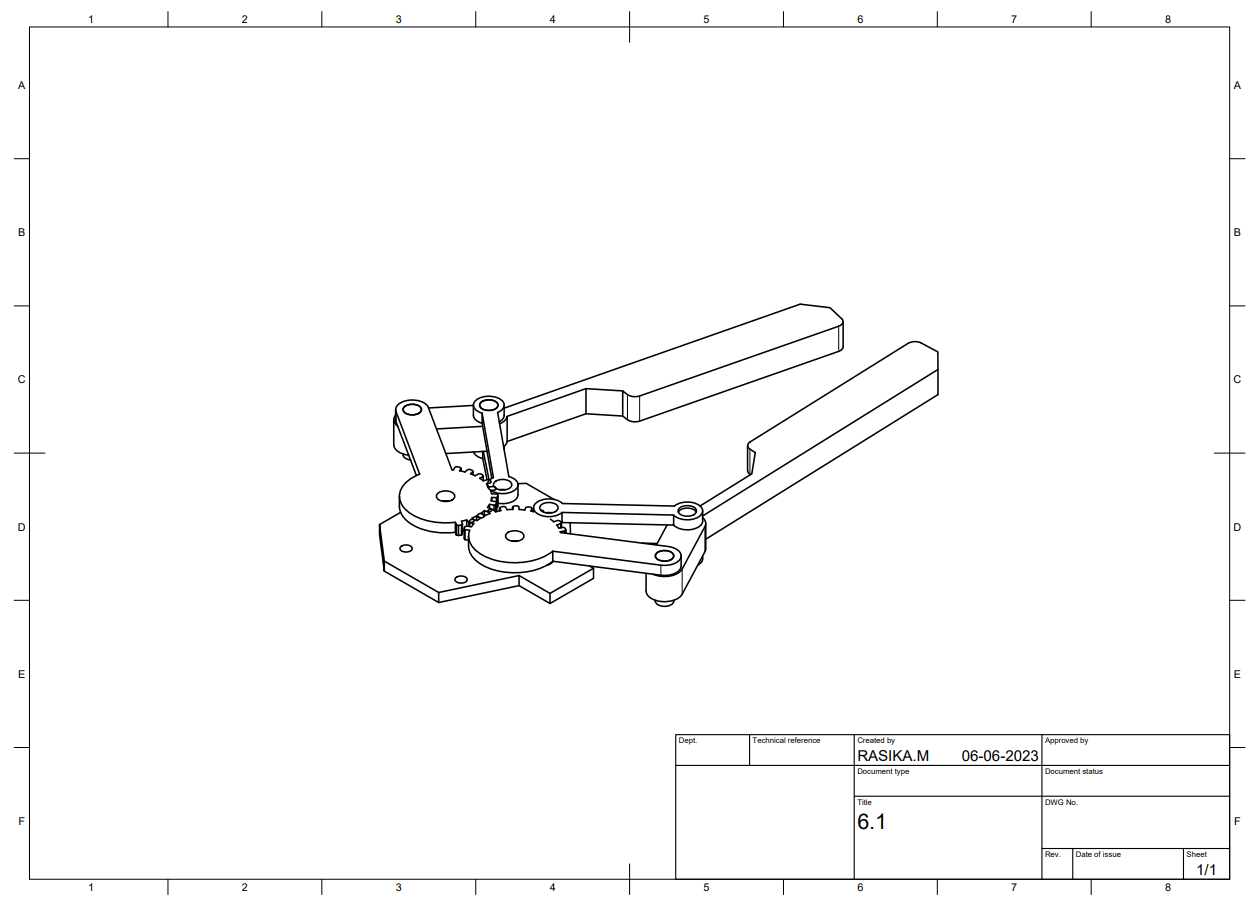 1 2 3 4 5 6 7 8
A A
B B
C C
D D
E E
F F
Dept. Technical reference Created by Approved by
RASIKA.M 06-06-2023
Document type Document status
Title DWG No.
6.1
Rev. Date of issue Sheet
1/1
1 2 3 4 5 6 7 8